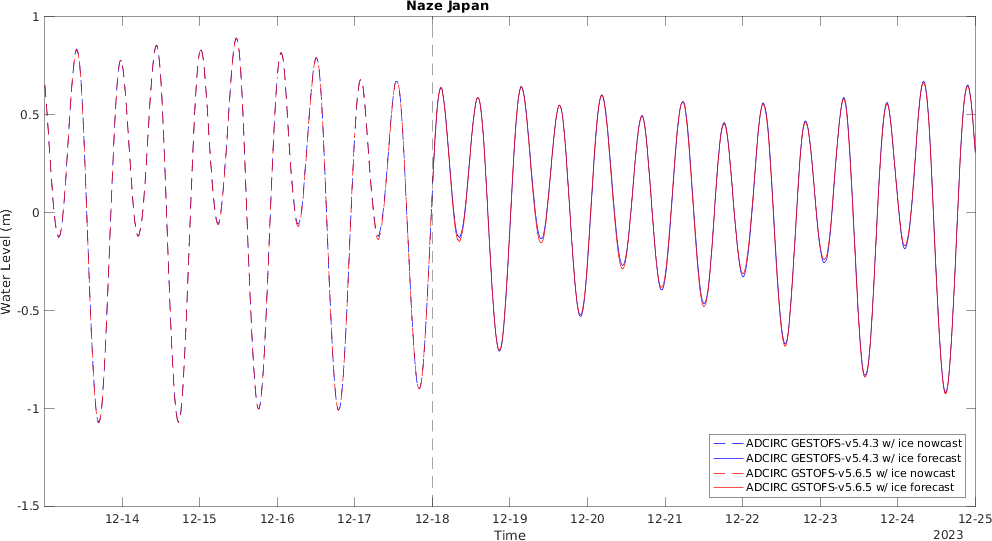 Naze Japan
1
0.5
0
-0.5
-1
-1.5
Water Level (m)
12-14 12-15 12-16 12-17 12-18 12-19 12-20 12-21 12-22 12-23 12-24 12-25
Time
2023
ADCIRC GESTOFS-v5.4.3 w/ ice nowcast
ADCIRC GESTOFS-v5.4.3 w/ ice forecast
ADCIRC GSTOFS-v5.6.5 w/ ice nowcast
ADCIRC GSTOFS-v5.6.5 w/ ice forecast